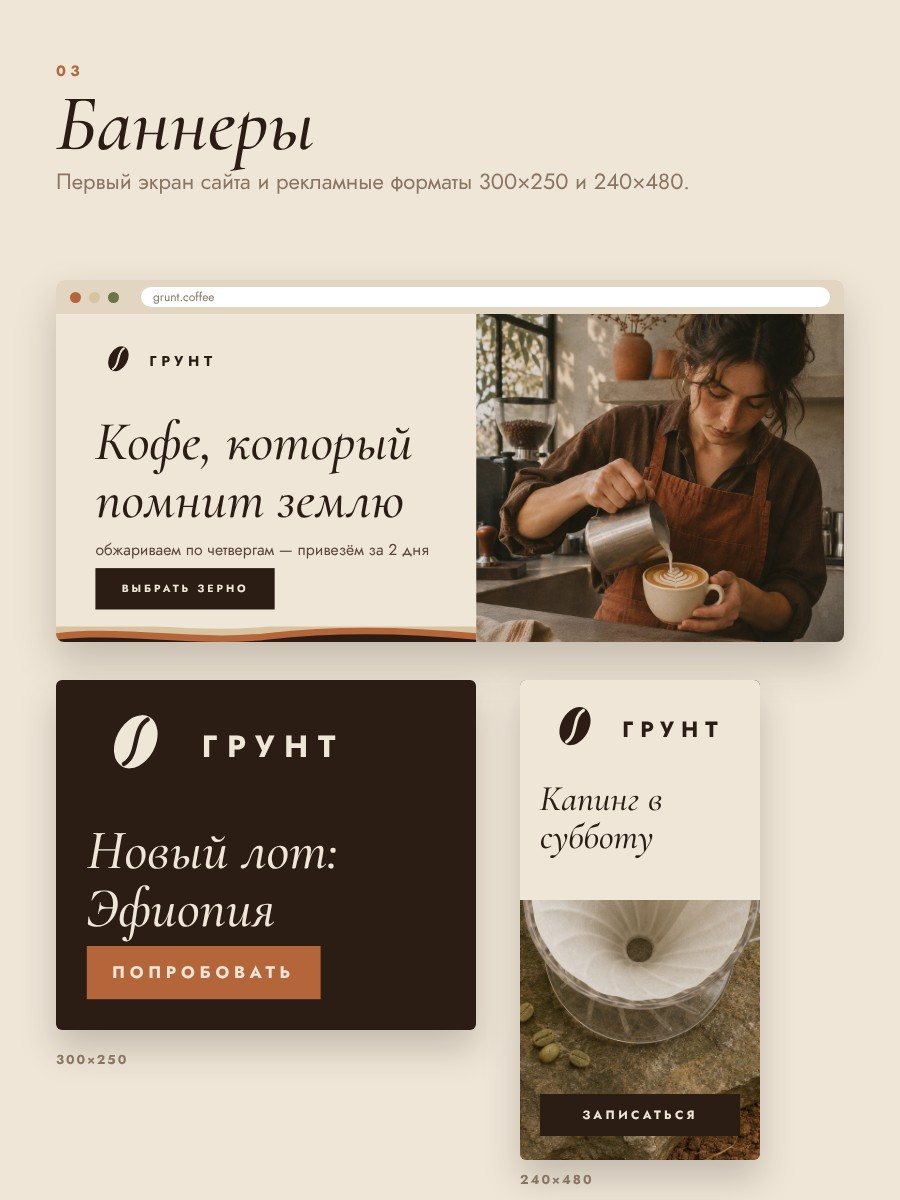 03
Баннеры
Первый экран сайта и рекламные форматы 300×250 и 240×480.
grunt.coffee
ГРУНТ
Кофе, который
помнит землю
обжариваем по четвергам — привезём за 2 дня
ВЫБРАТЬ ЗЕРНО
ГРУНТ
Новый лот:
Эфиопия
ПОПРОБОВАТЬ
300×250
ГРУНТ
Капинг в
субботу
ЗАПИСАТЬСЯ
240×480